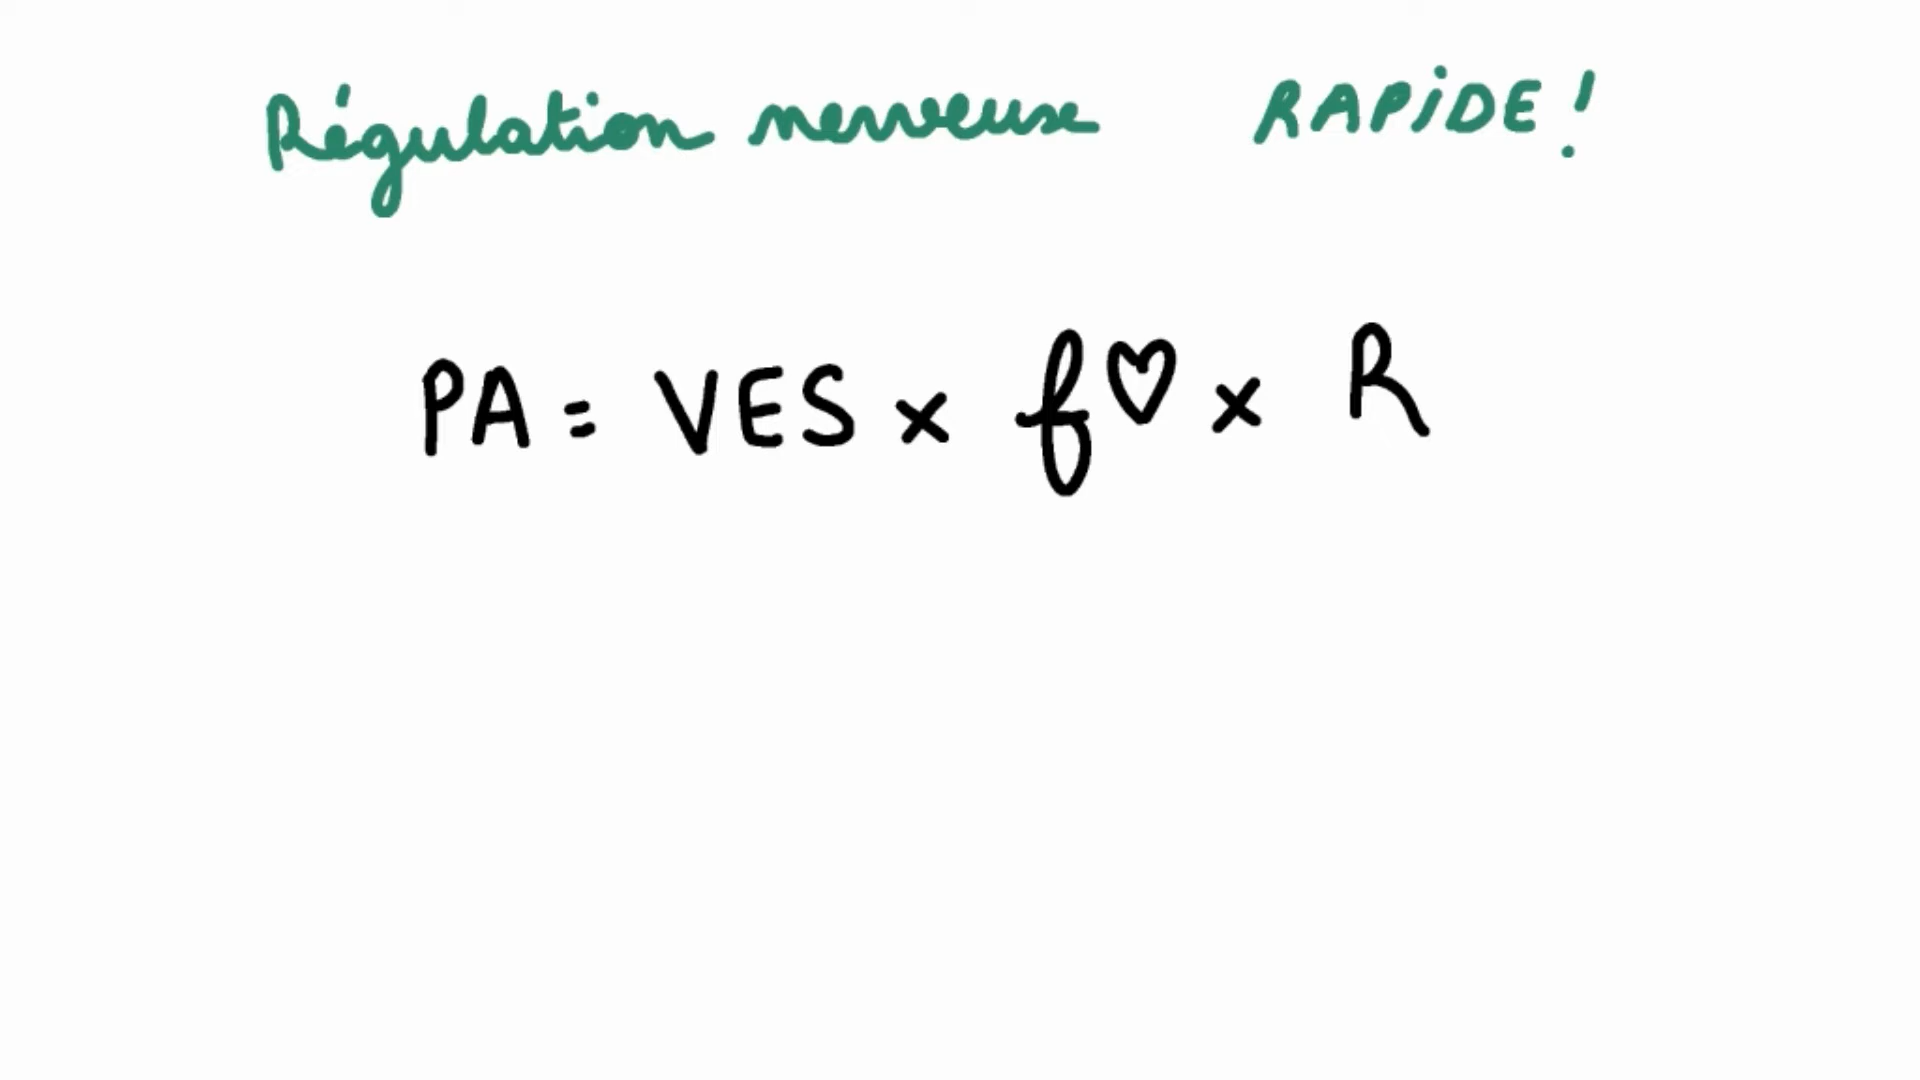 Régulation nerveuse RAPiDE !
PA = VES x f♡ x R